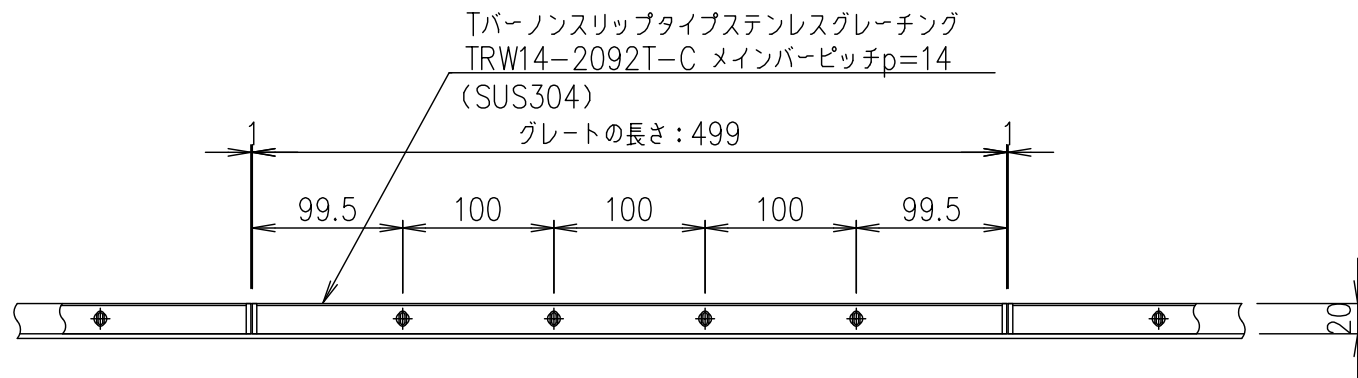 Tバーノンスリップタイプステンレスグレーチング
TRW14-2092T-C メインバーピッチp=14
(SUS304)
1 グレートの長さ:499 1
99.5 100 100 100 99.5
20